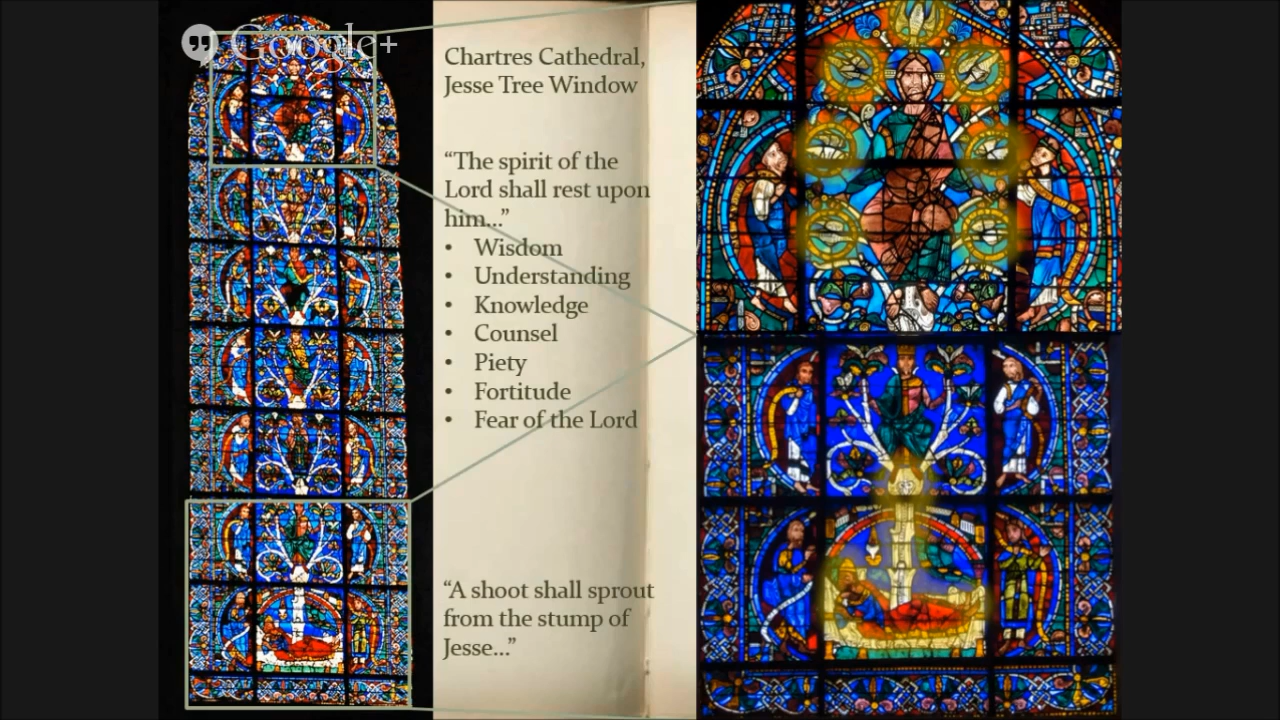 Google+
Chartres Cathedral,
Jesse Tree Window
“The spirit of the
Lord shall rest upon
him...”
• Wisdom
• Understanding
• Knowledge
• Counsel
• Piety
• Fortitude
• Fear of the Lord
“A shoot shall sprout
from the stump of
Jesse...”